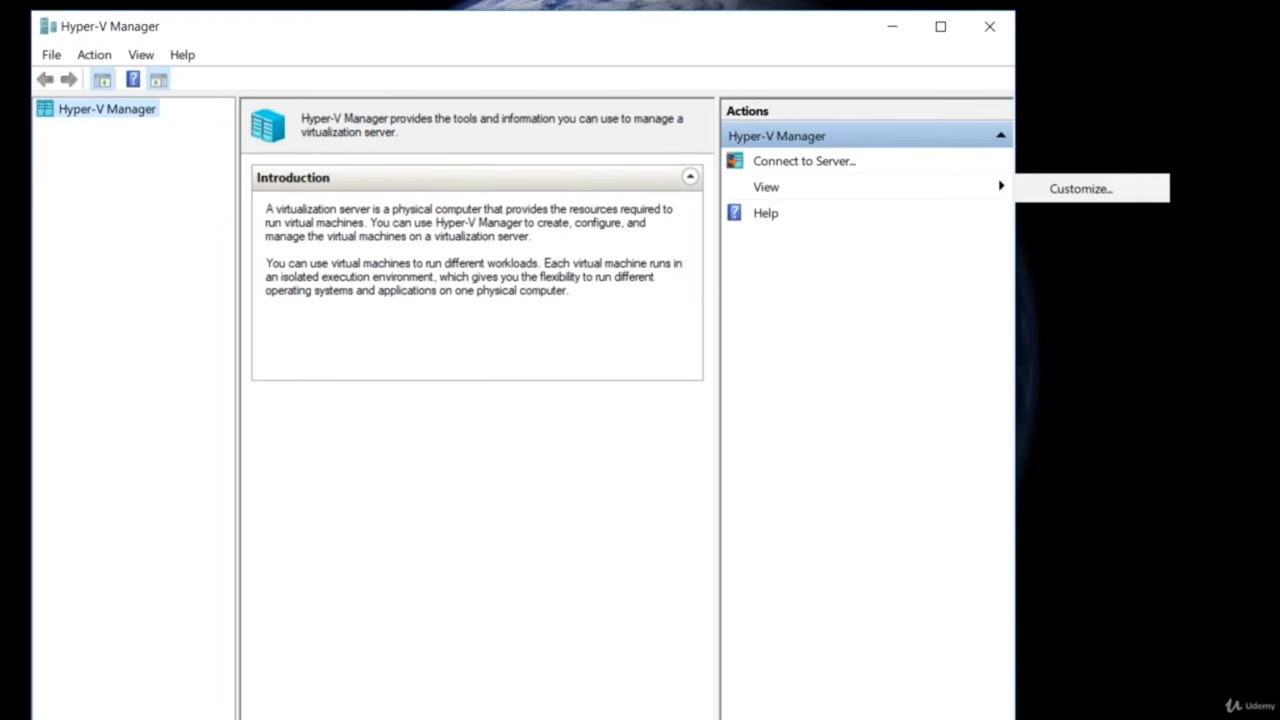 Hyper-V Manager
File Action View Help
Hyper-V Manager
Hyper-V Manager provides the tools and information you can use to manage a
virtualization server.
Introduction
A virtualization server is a physical computer that provides the resources required to
run virtual machines. You can use Hyper-V Manager to create, configure, and
manage the virtual machines on a virtualization server.
You can use virtual machines to run different workloads. Each virtual machine runs in
an isolated execution environment, which gives you the flexibility to run different
operating systems and applications on one physical computer.
Actions
Hyper-V Manager
Connect to Server...
View
Customize...
Help
Udemy